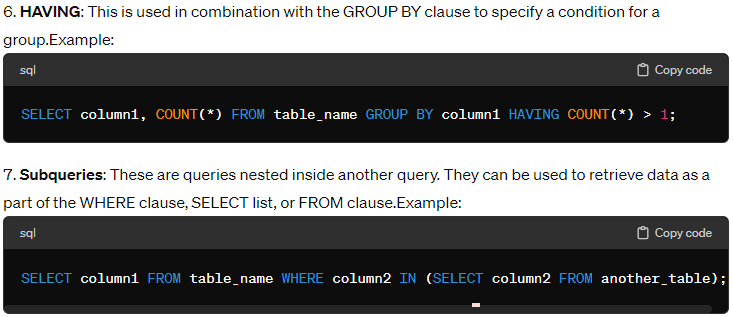 6. HAVING: This is used in combination with the GROUP BY clause to specify a condition for a
group.Example:
sql Copy code
SELECT column1, COUNT(*) FROM table_name GROUP BY column1 HAVING COUNT(*) > 1;
7. Subqueries: These are queries nested inside another query. They can be used to retrieve data as a
part of the WHERE clause, SELECT list, or FROM clause.Example:
sql Copy code
SELECT column1 FROM table_name WHERE column2 IN (SELECT column2 FROM another_table);